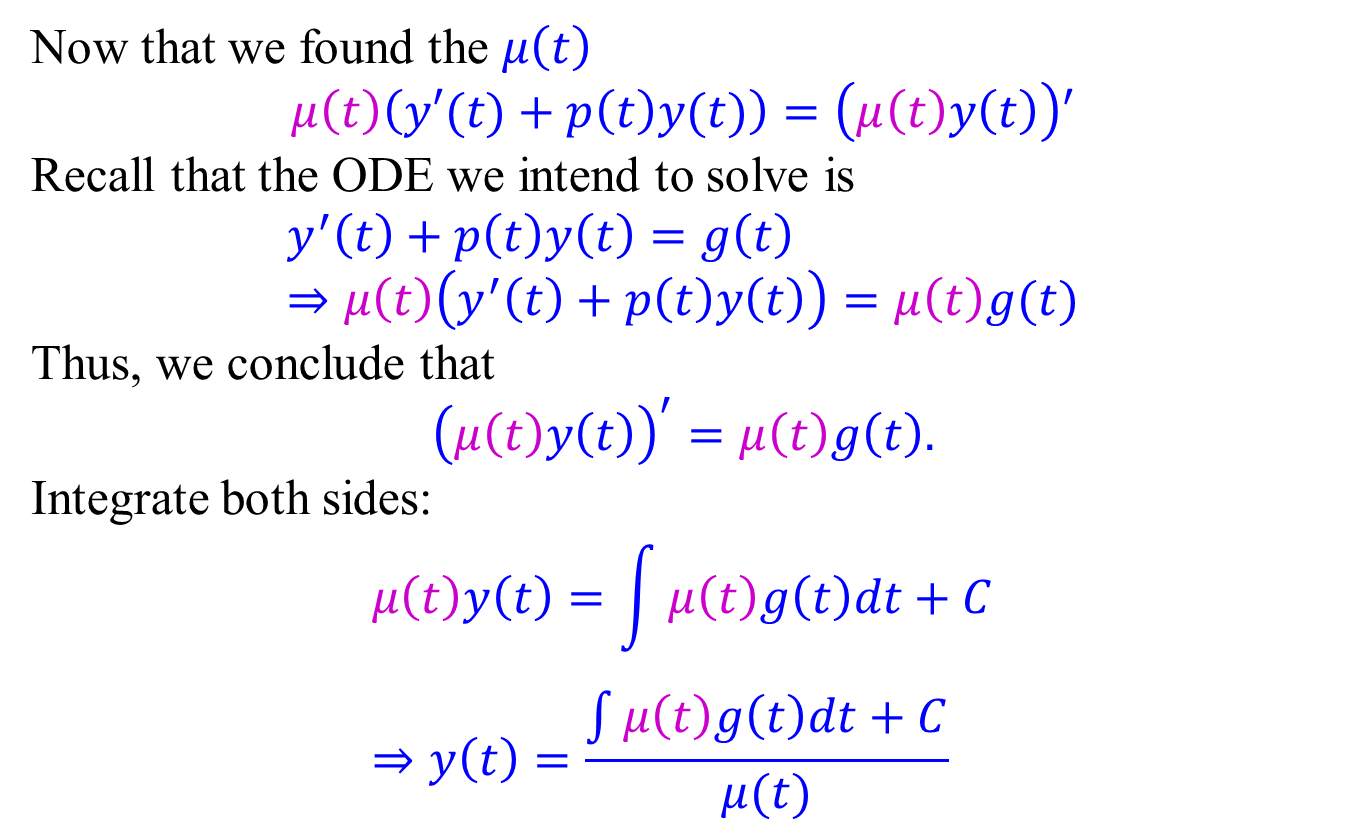 Now that we found the μ(t)
μ(t)(y′(t) + p(t)y(t)) = (μ(t)y(t))′
Recall that the ODE we intend to solve is
y′(t) + p(t)y(t) = g(t)
⇒ μ(t)(y′(t) + p(t)y(t)) = μ(t)g(t)
Thus, we conclude that
(μ(t)y(t))′ = μ(t)g(t).
Integrate both sides:
μ(t)y(t) = ∫ μ(t)g(t)dt + C
⇒ y(t) = (∫ μ(t)g(t)dt + C) / μ(t)